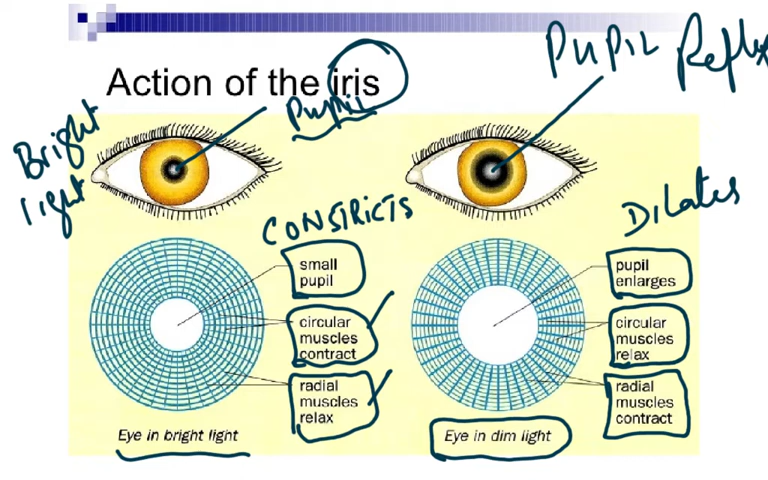 Action of the iris
PUPIL Reflex
Pupil
Bright
light
CONSTRICTS
DILates
small
pupil
circular
muscles
contract
radial
muscles
relax
Eye in bright light
pupil
enlarges
circular
muscles
relax
radial
muscles
contract
Eye in dim light